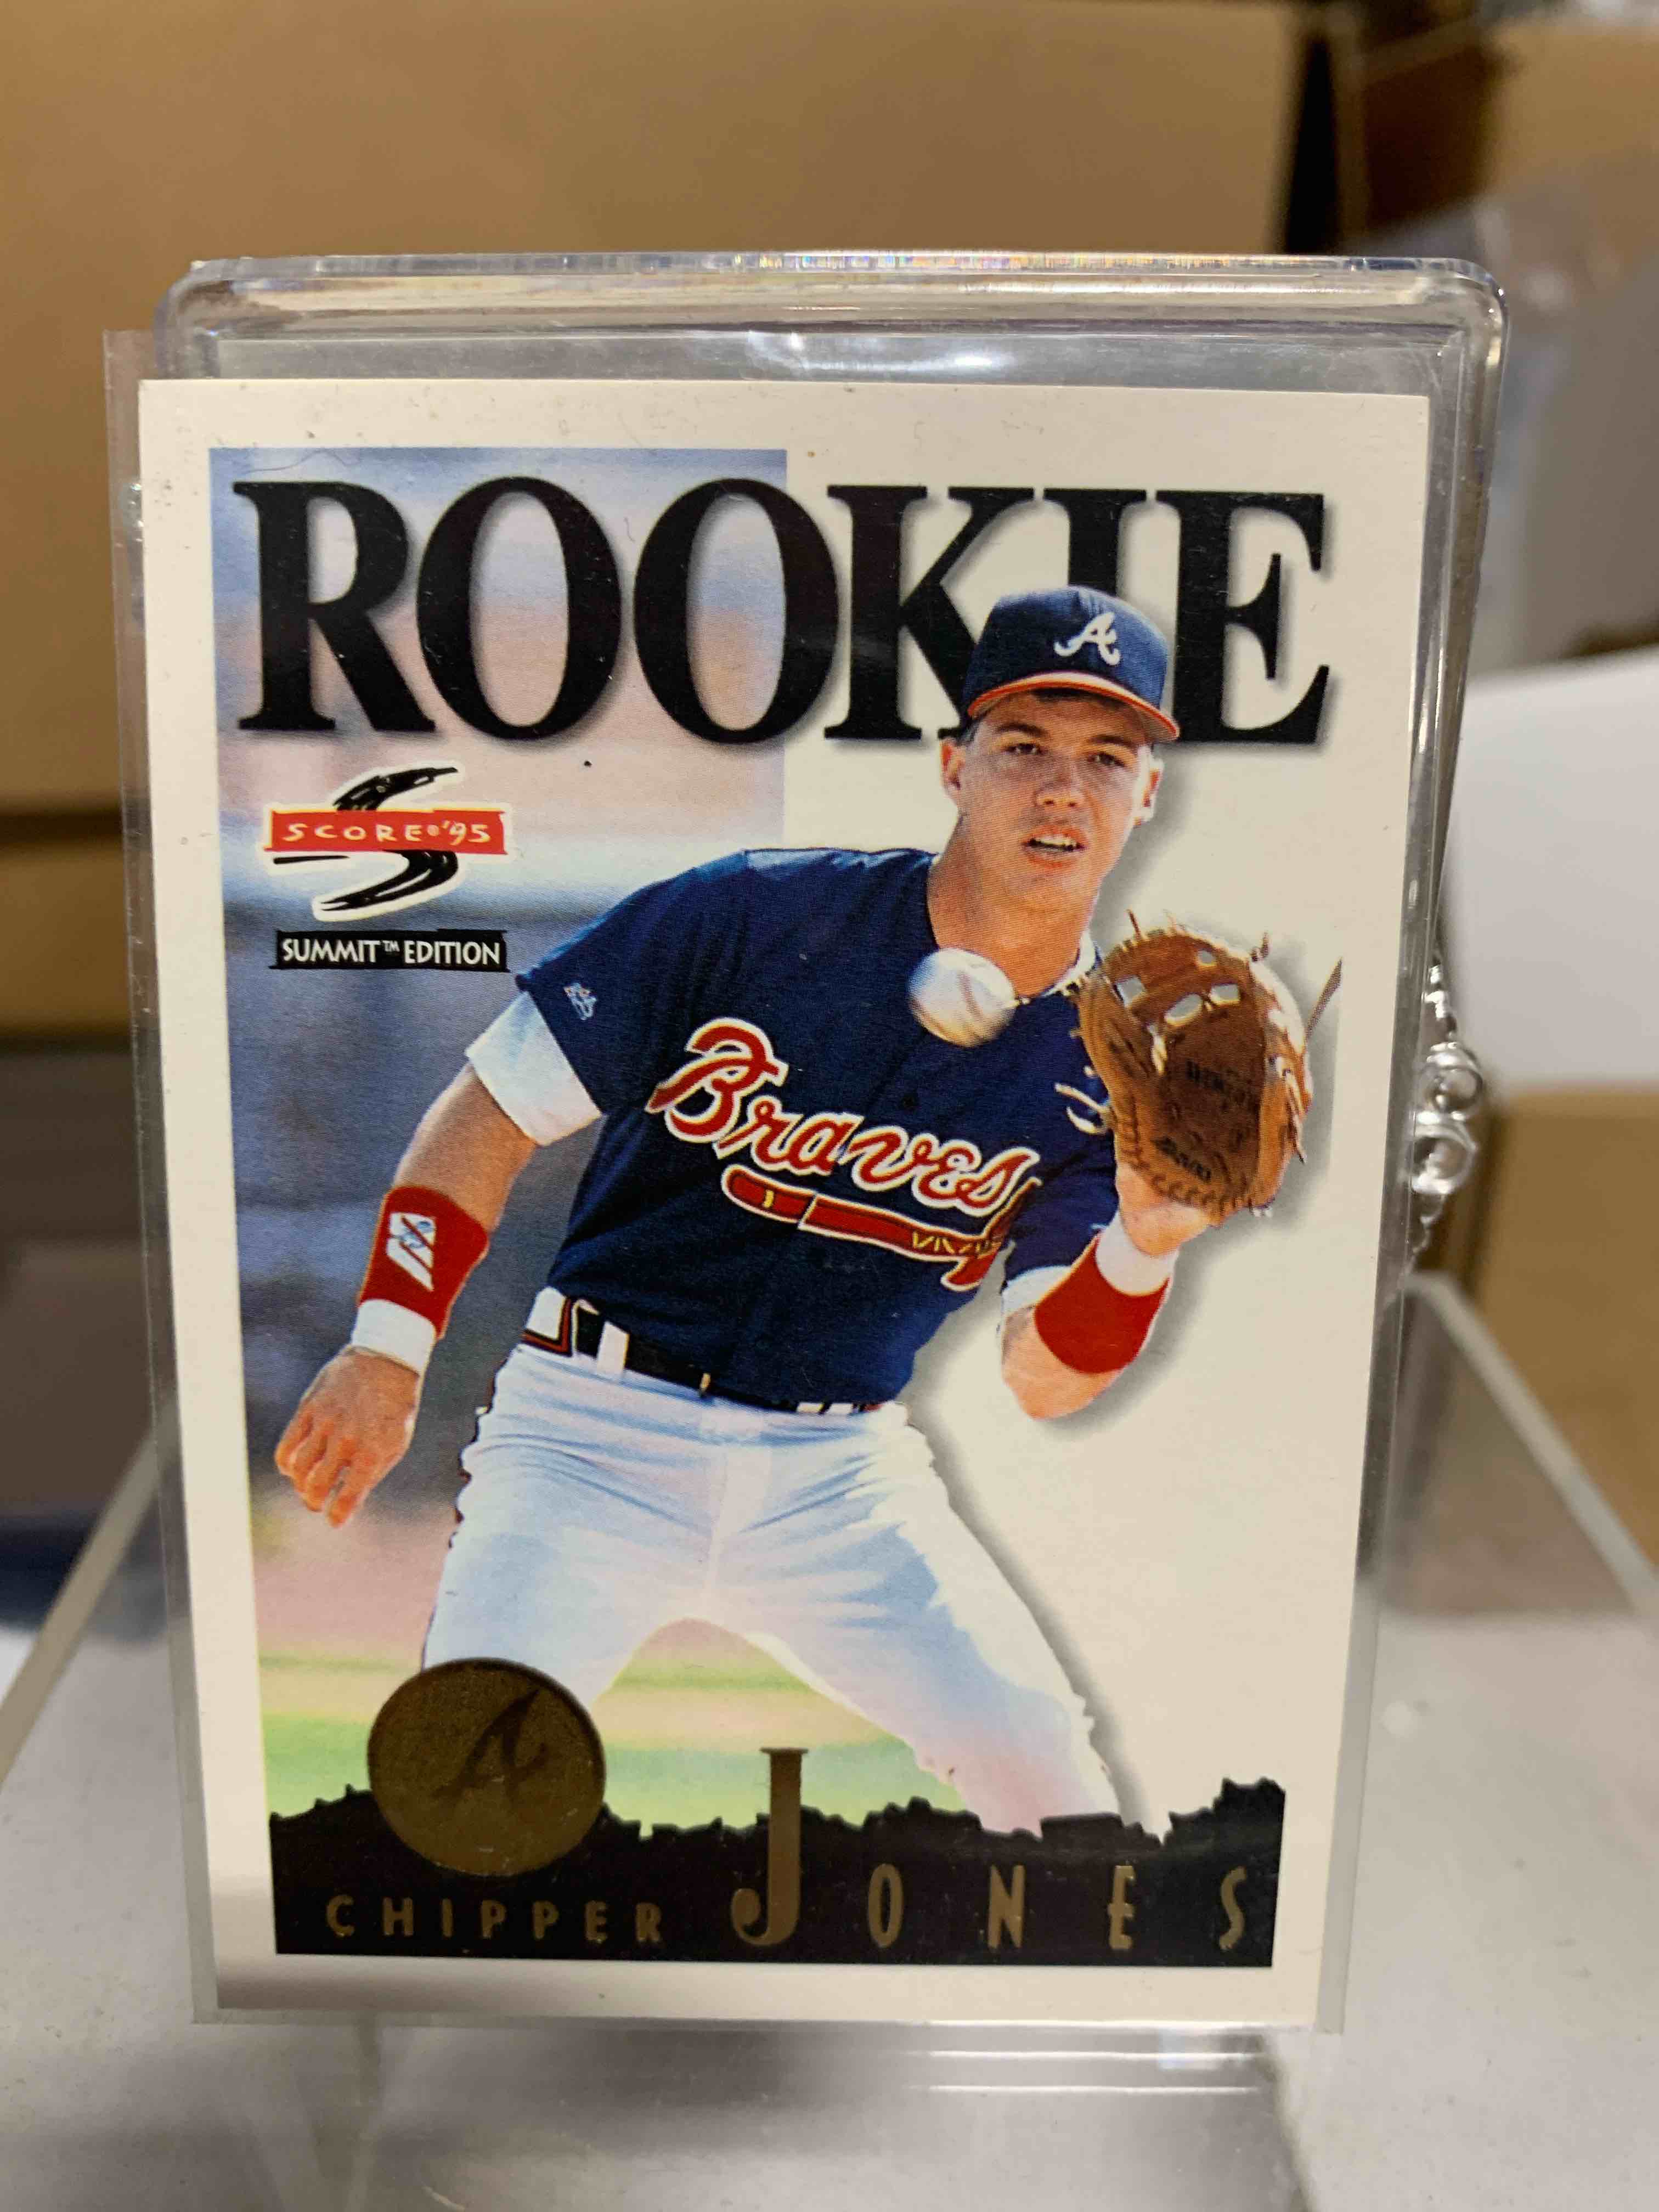 ROOKIE
SCORE®'95
SUMMIT™ EDITION
A
Braves
A
CHIPPER JONES